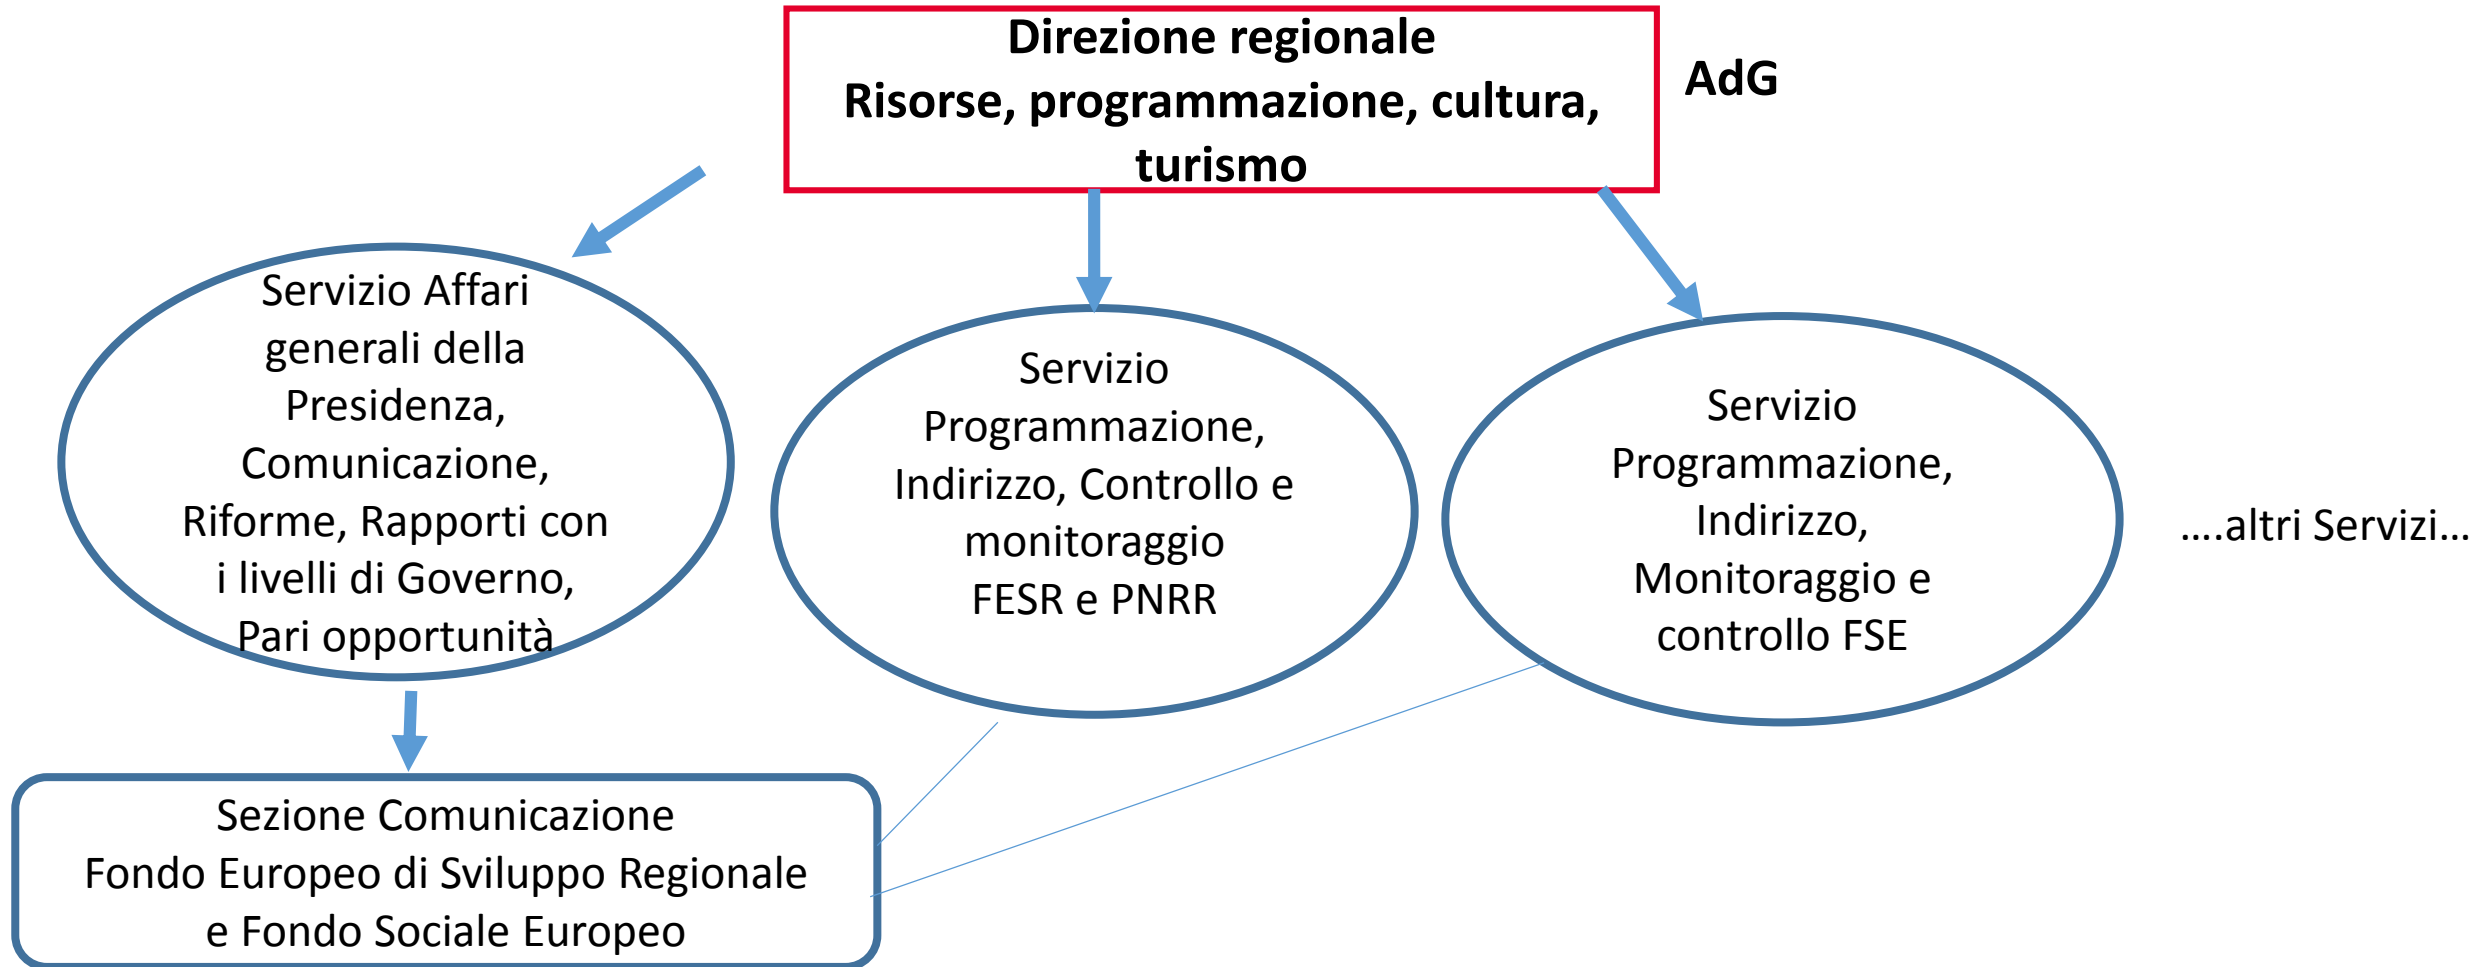 Direzione regionale
Risorse, programmazione, cultura,
turismo
AdG
Servizio Affari
generali della
Presidenza,
Comunicazione,
Riforme, Rapporti con
i livelli di Governo,
Pari opportunità
Servizio
Programmazione,
Indirizzo, Controllo e
monitoraggio
FESR e PNRR
Servizio
Programmazione,
Indirizzo,
Monitoraggio e
controllo FSE
….altri Servizi…
Sezione Comunicazione
Fondo Europeo di Sviluppo Regionale
e Fondo Sociale Europeo